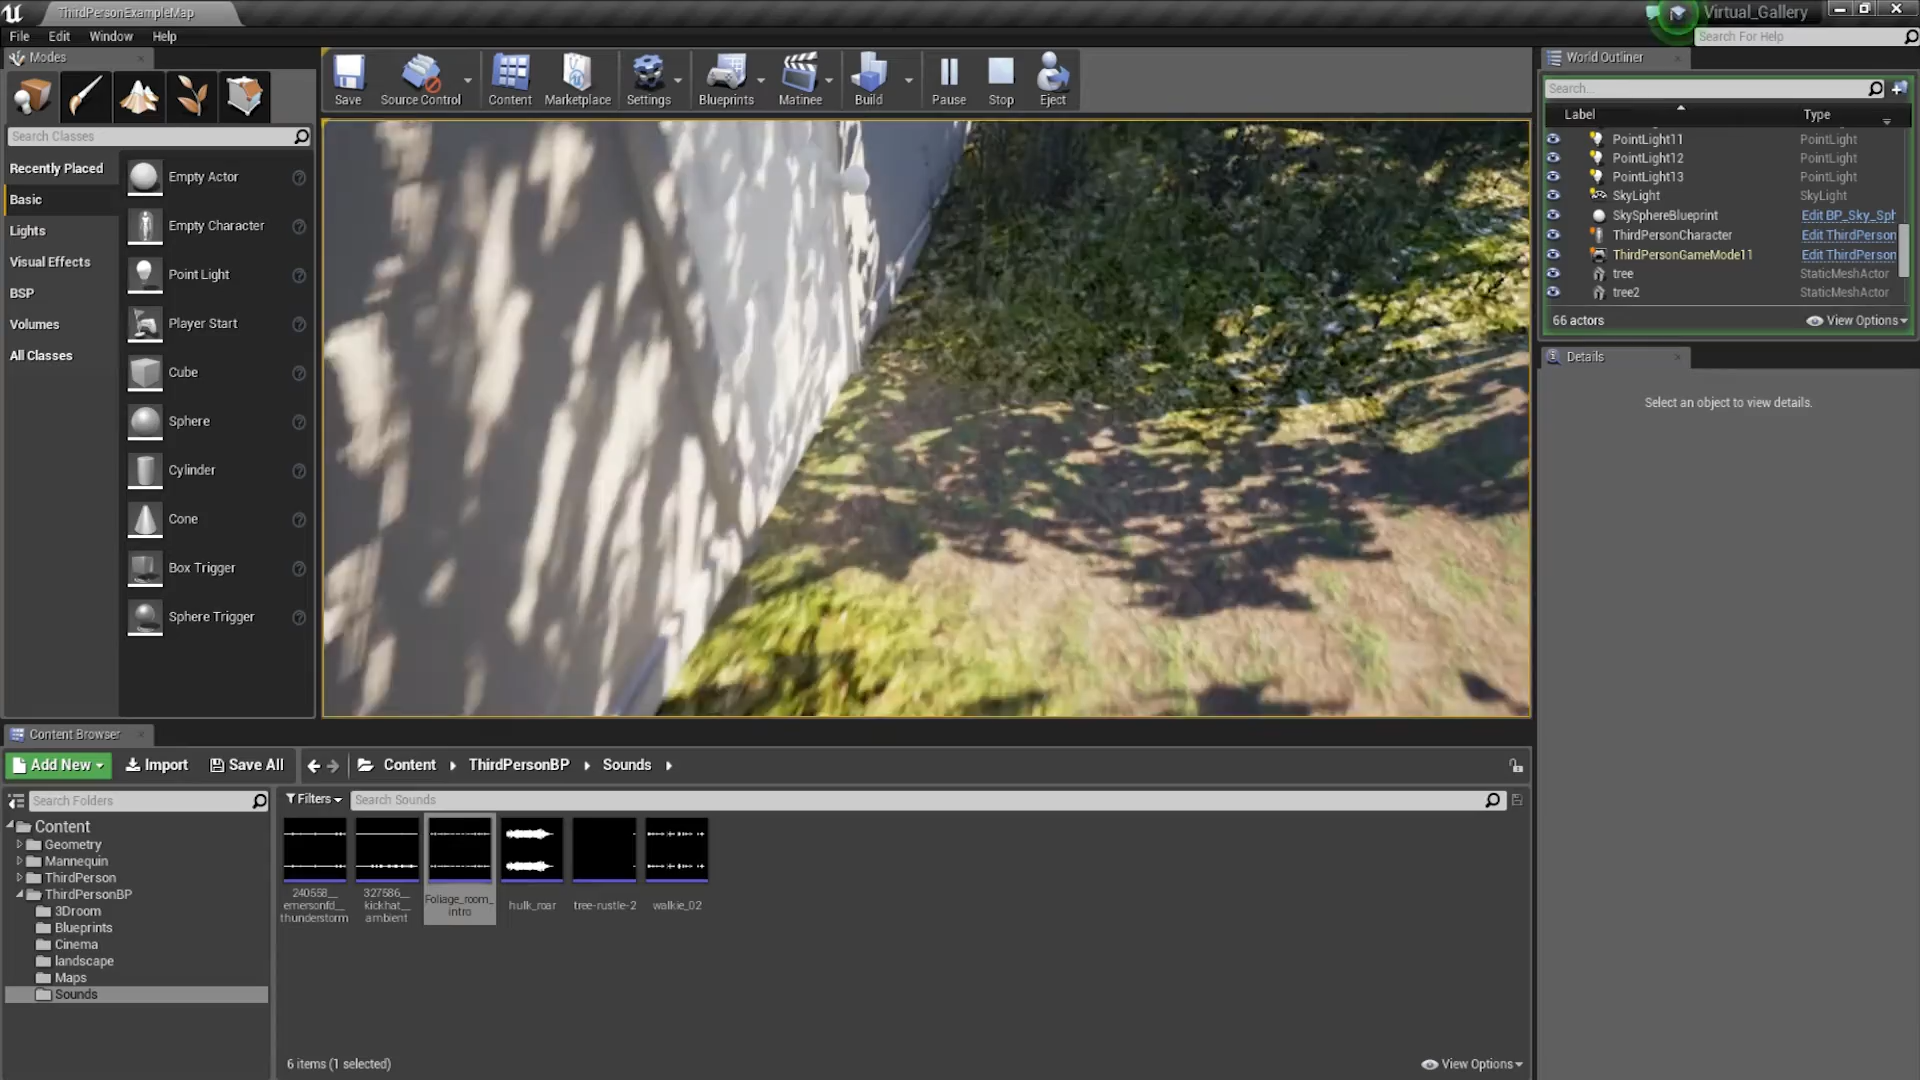 ThirdPersonExampleMap
Virtual_Gallery
File Edit Window Help
Search For Help
Modes
Search Classes
Recently Placed
Basic
Lights
Visual Effects
BSP
Volumes
All Classes
Empty Actor
Empty Character
Point Light
Player Start
Cube
Sphere
Cylinder
Cone
Box Trigger
Sphere Trigger
Save
Source Control
Content
Marketplace
Settings
Blueprints
Matinee
Build
Pause
Stop
Eject
World Outliner
Search...
Label Type
PointLight11 PointLight
PointLight12 PointLight
PointLight13 PointLight
SkyLight SkyLight
SkySphereBlueprint Edit BP_Sky_Sph
ThirdPersonCharacter Edit ThirdPerson
ThirdPersonGameMode11 Edit ThirdPerson
tree StaticMeshActor
tree2 StaticMeshActor
66 actors View Options
Details
Select an object to view details.
Content Browser
Add New Import Save All Content ThirdPersonBP Sounds
Search Folders
Filters Search Sounds
Content
Geometry
Mannequin
ThirdPerson
ThirdPersonBP
3Droom
Blueprints
Cinema
landscape
Maps
Sounds
240558__
emersonfd_
thunderstorm
327586__
kickhat__
ambient
Foliage_room_
intro
hulk_roar
tree-rustle-2
walkie_02
6 items (1 selected)
View Options